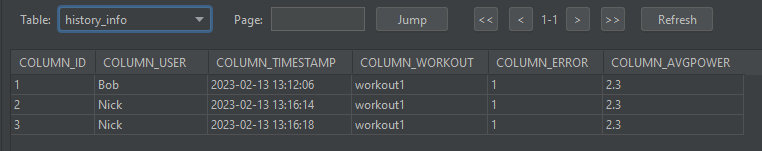 Table: history_info Page: Jump << < 1-1 > >> Refresh
COLUMN_ID COLUMN_USER COLUMN_TIMESTAMP COLUMN_WORKOUT COLUMN_ERROR COLUMN_AVGPOWER
1 Bob 2023-02-13 13:12:06 workout1 1 2.3
2 Nick 2023-02-13 13:16:14 workout1 1 2.3
3 Nick 2023-02-13 13:16:18 workout1 1 2.3